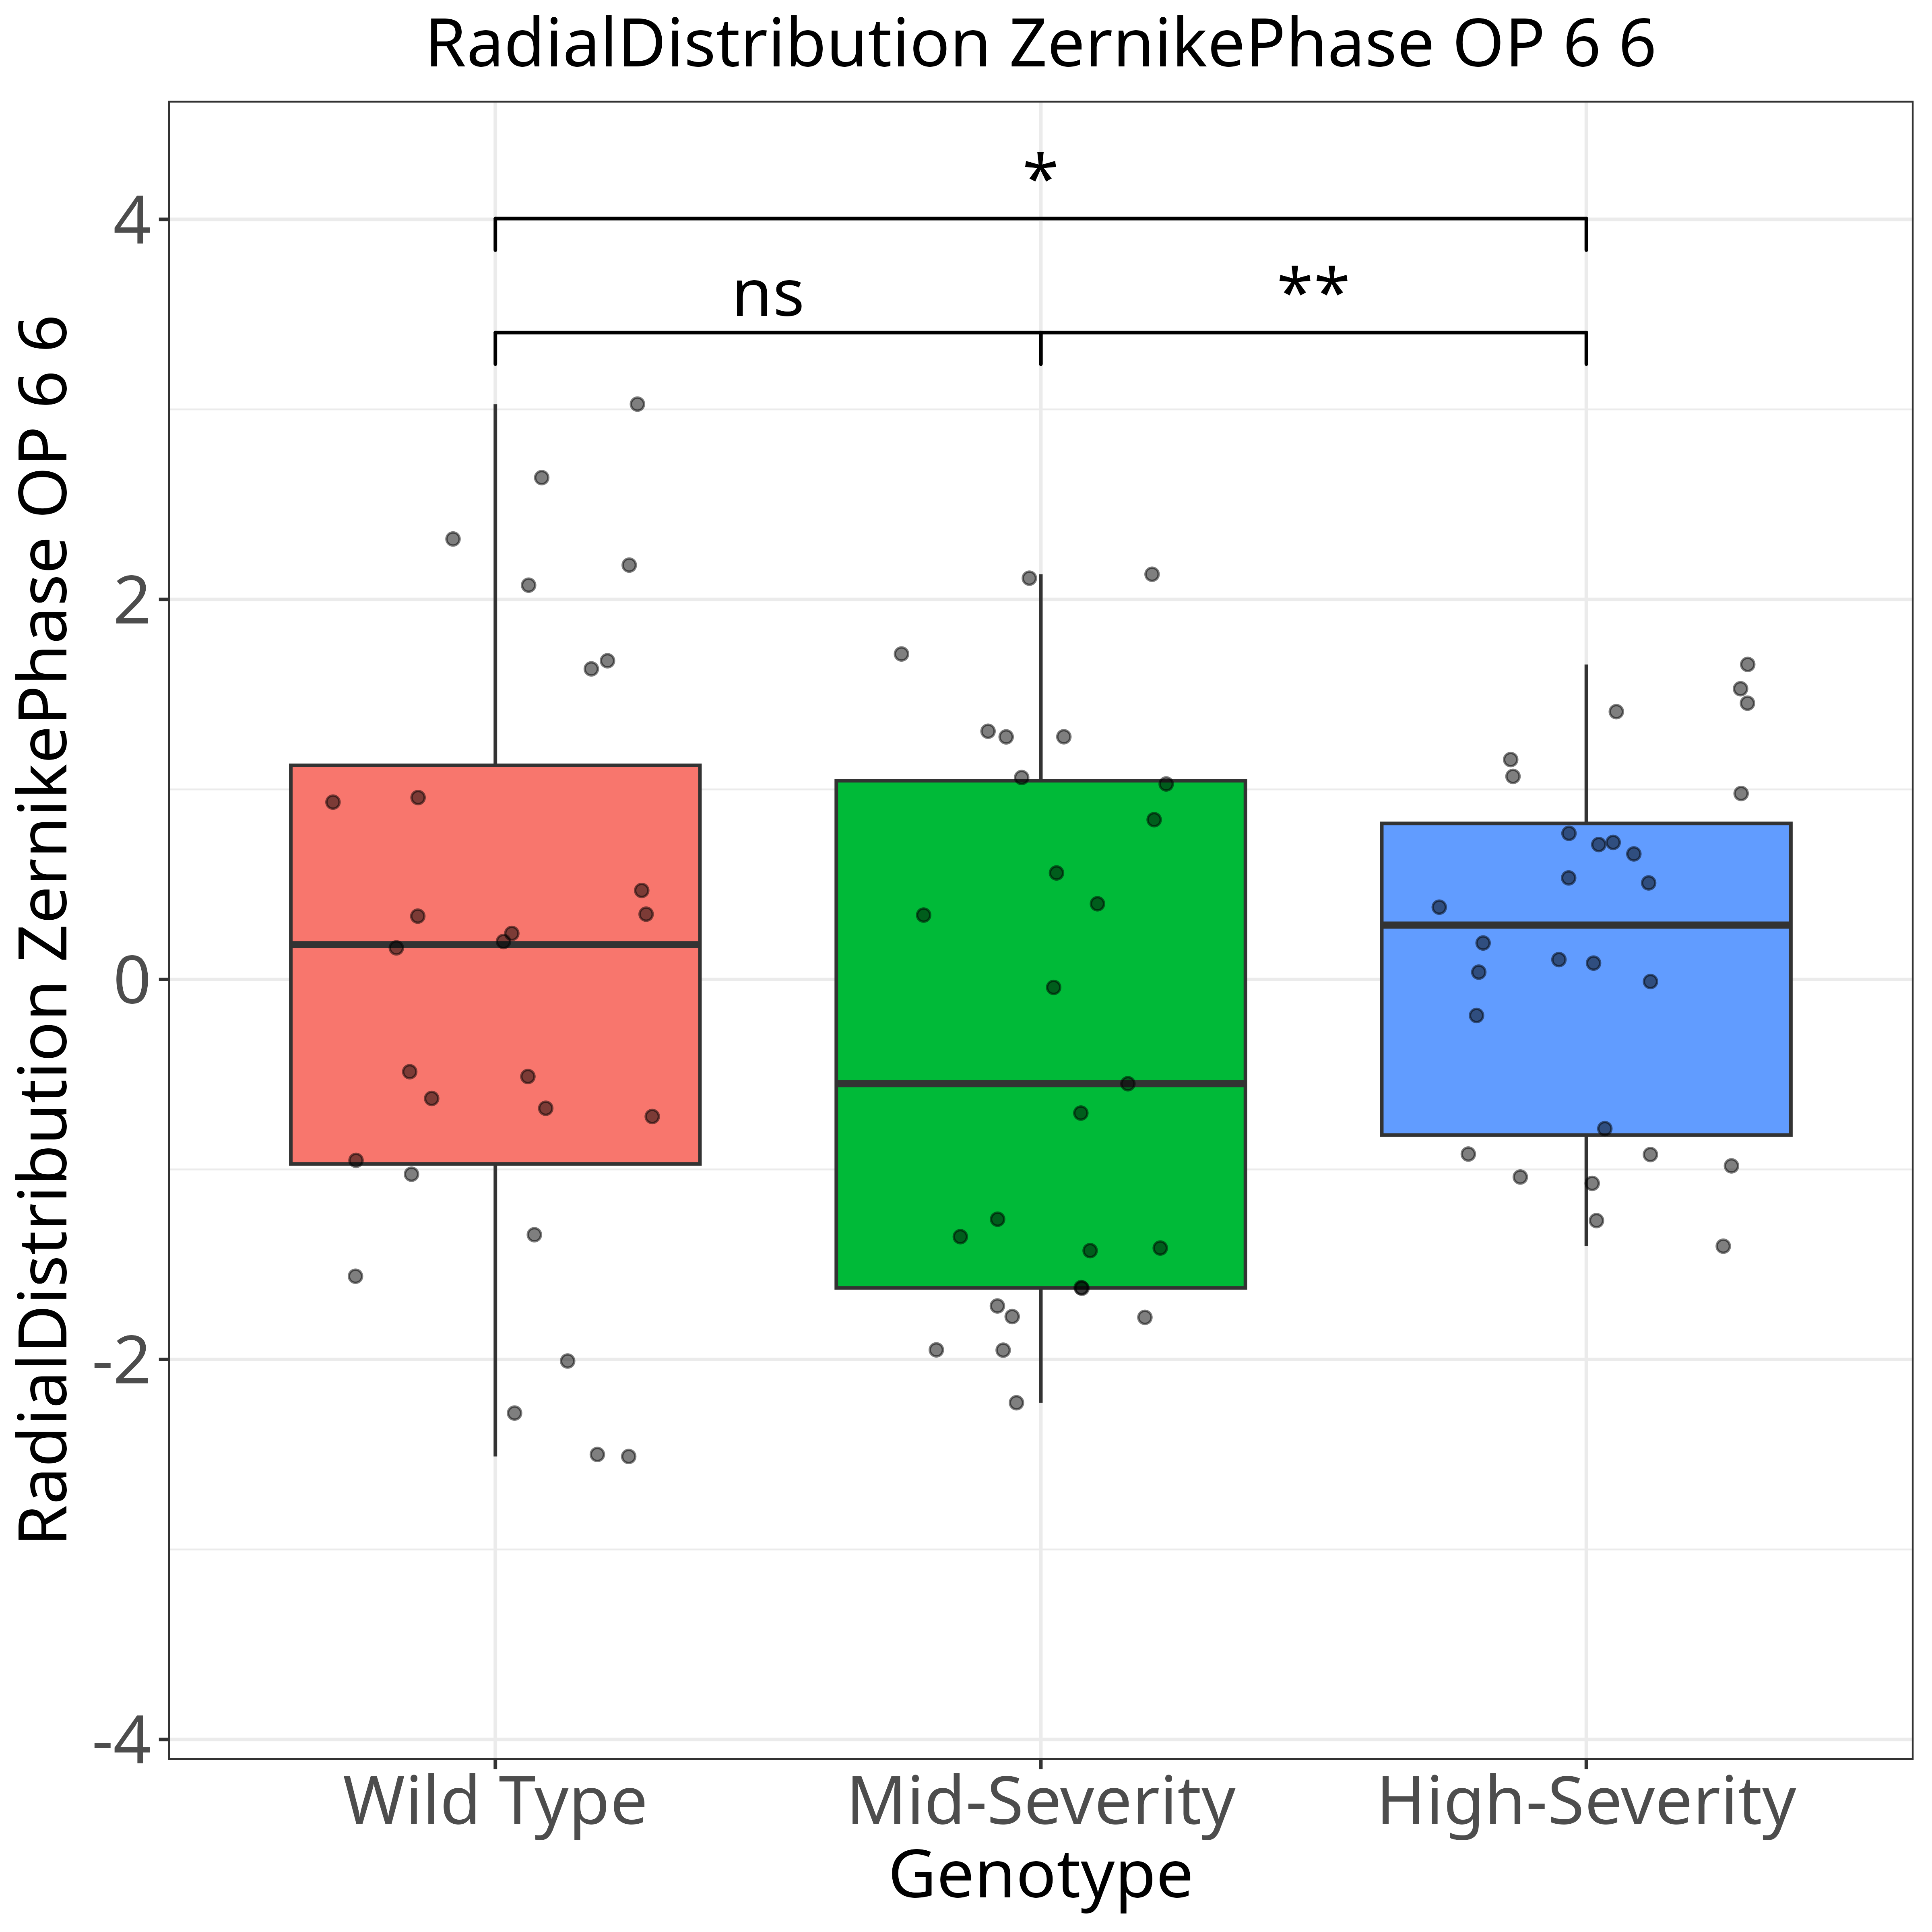 RadialDistribution ZernikePhase OP 6 6
RadialDistribution ZernikePhase OP 6 6
*
ns
**
4
2
0
-2
-4
Wild Type
Mid-Severity
High-Severity
Genotype